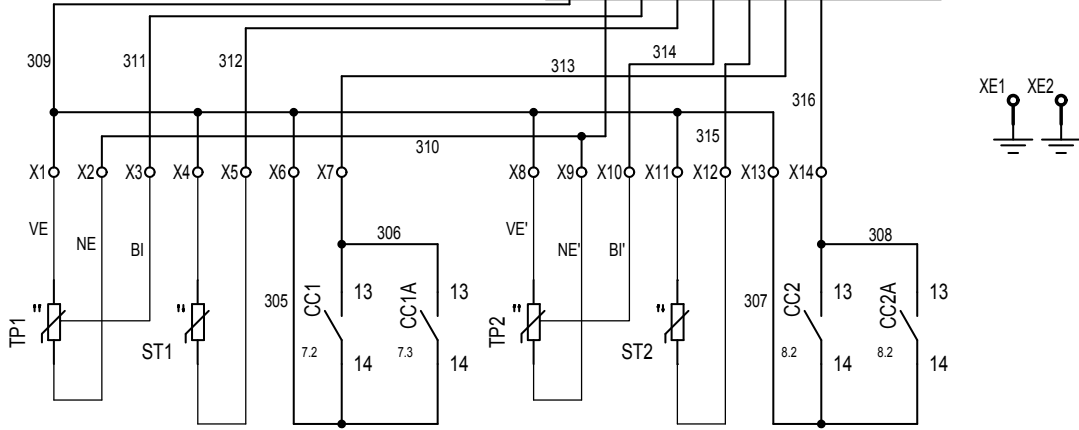 309
311
312
313
314
315
316
310
XE1
XE2
X1
X2
X3
X4
X5
X6
X7
X8
X9
X10
X11
X12
X13
X14
VE
NE
BI
VE'
NE'
BI'
306
308
305
307
TP1
"
ST1
"
CC1
13
14
7.2
CC1A
13
14
7.3
TP2
"
ST2
"
CC2
13
14
8.2
CC2A
13
14
8.2